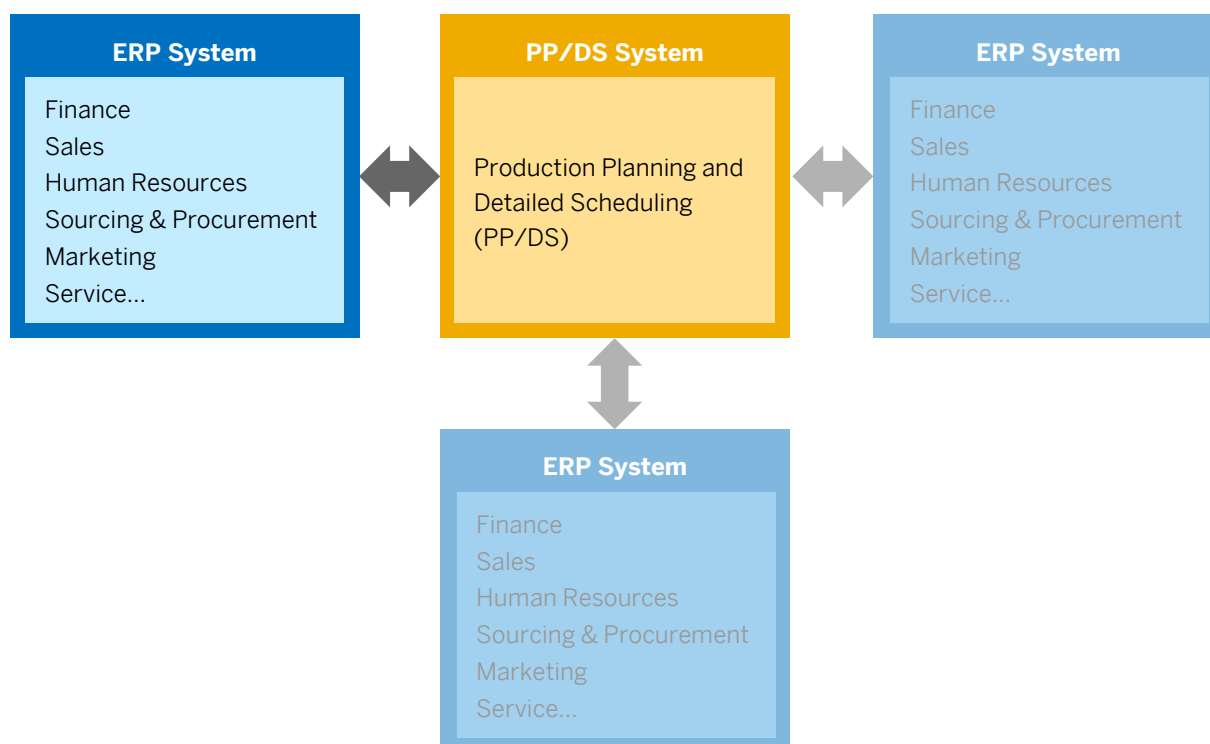 ERP System
Finance
Sales
Human Resources
Sourcing & Procurement
Marketing
Service...
PP/DS System
Production Planning and
Detailed Scheduling
(PP/DS)
ERP System
Finance
Sales
Human Resources
Sourcing & Procurement
Marketing
Service...
ERP System
Finance
Sales
Human Resources
Sourcing & Procurement
Marketing
Service...